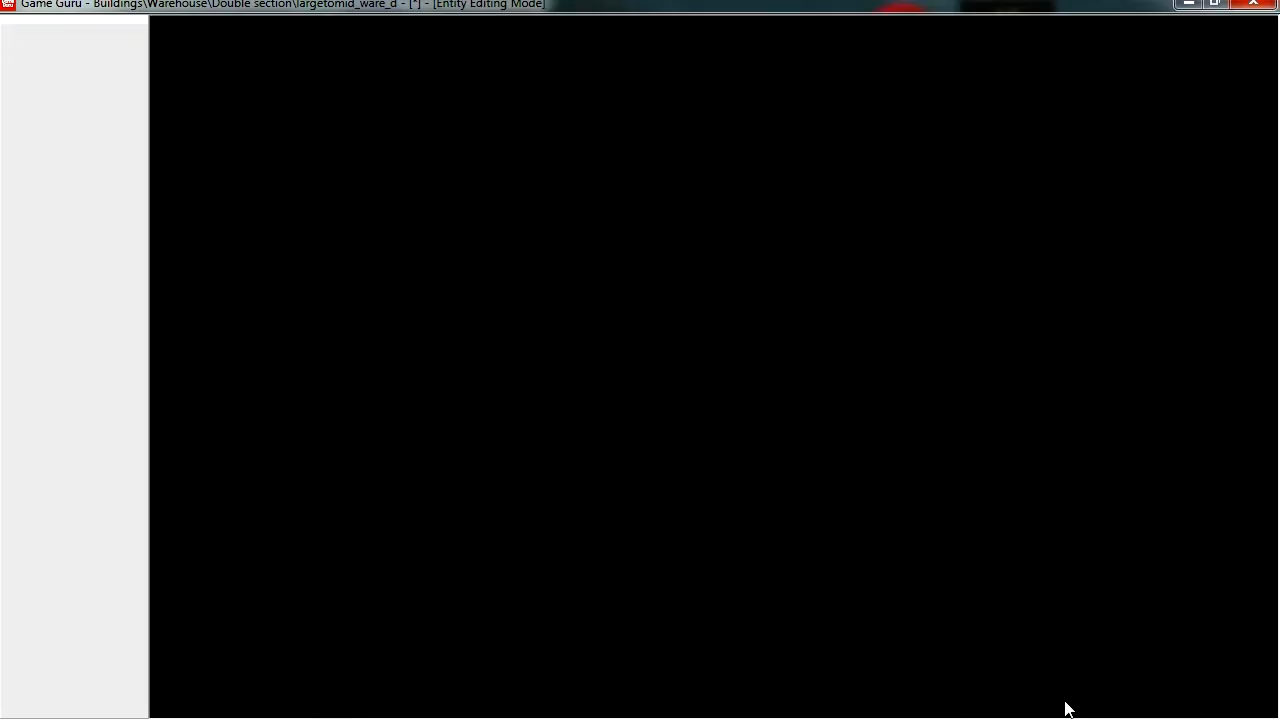 Game Guru - Buildings\Warehouse\Double section\largetomid_ware_d - [*] - [Entity Editing Mode]